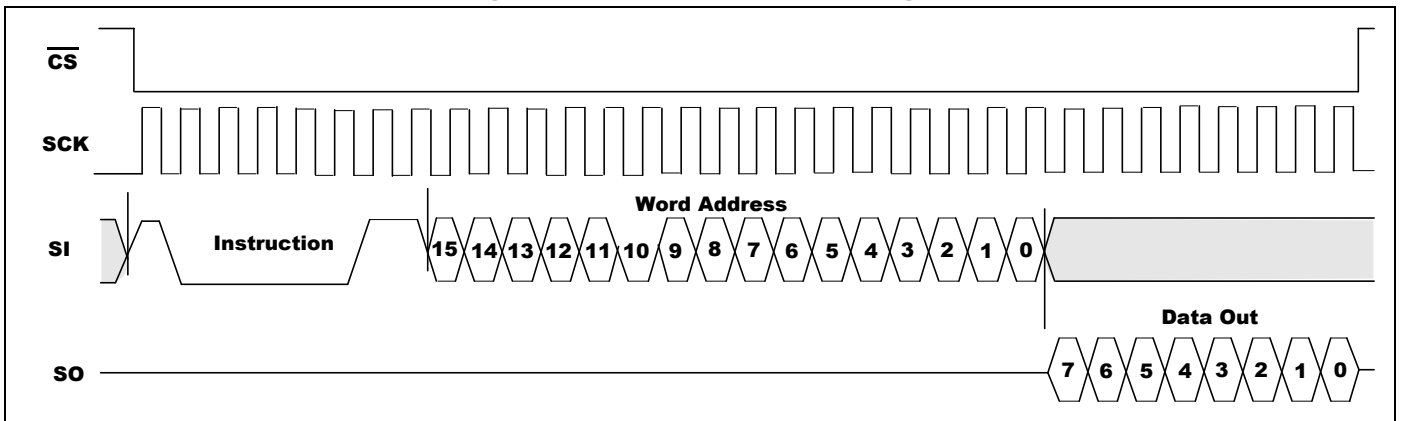 CS
SCK
Word Address
SI
Instruction
15 14 13 12 11 10 9 8 7 6 5 4 3 2 1 0
Data Out
SO
7 6 5 4 3 2 1 0